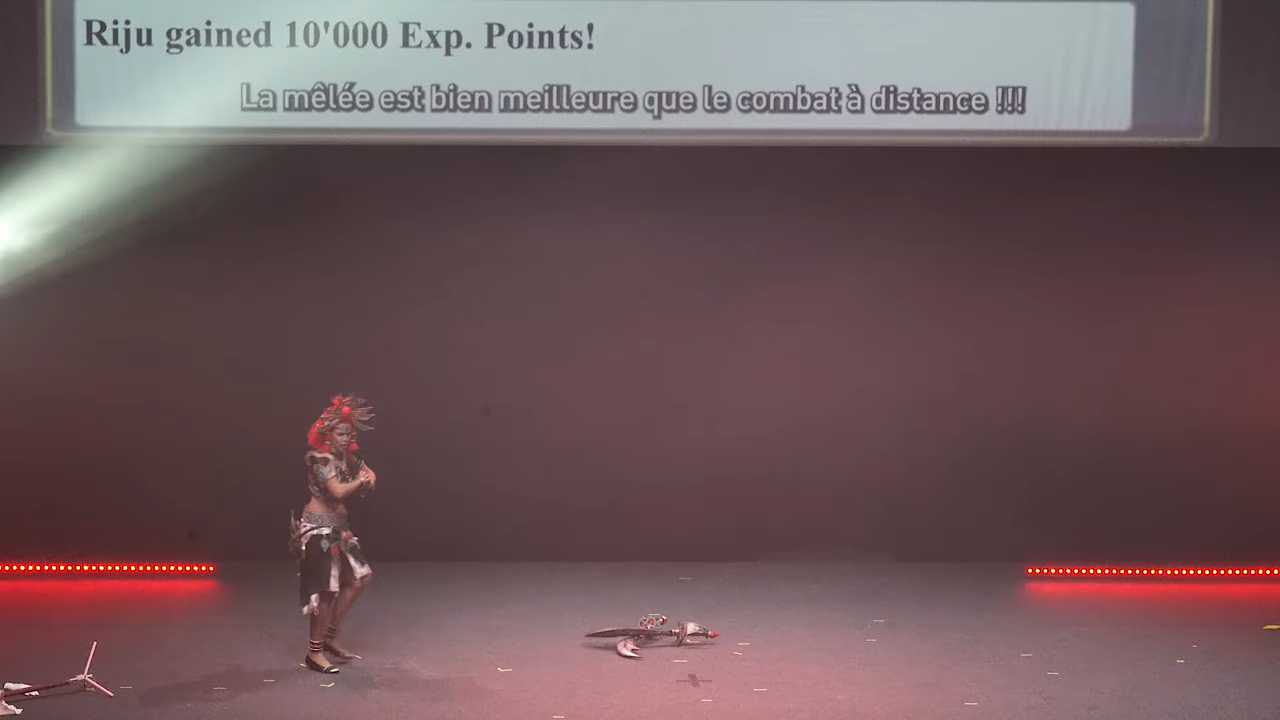 Riju gained 10'000 Exp. Points!
La mêlée est bien meilleure que le combat à distance !!!